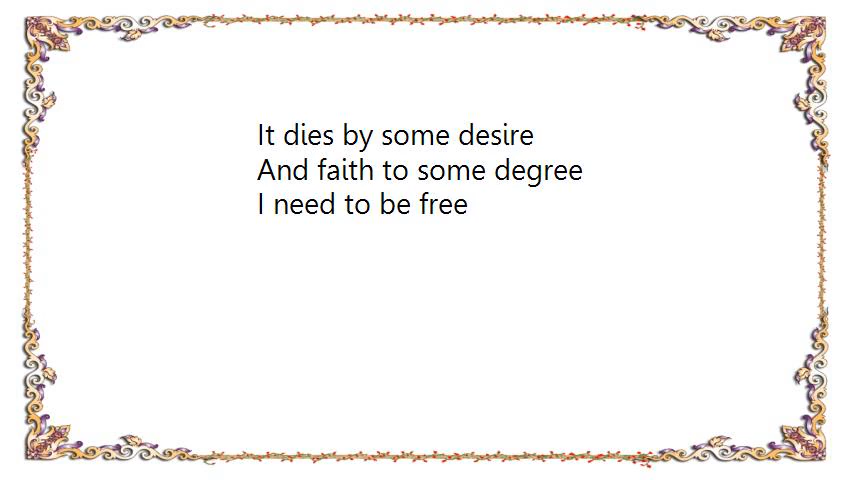 It dies by some desire
And faith to some degree
I need to be free